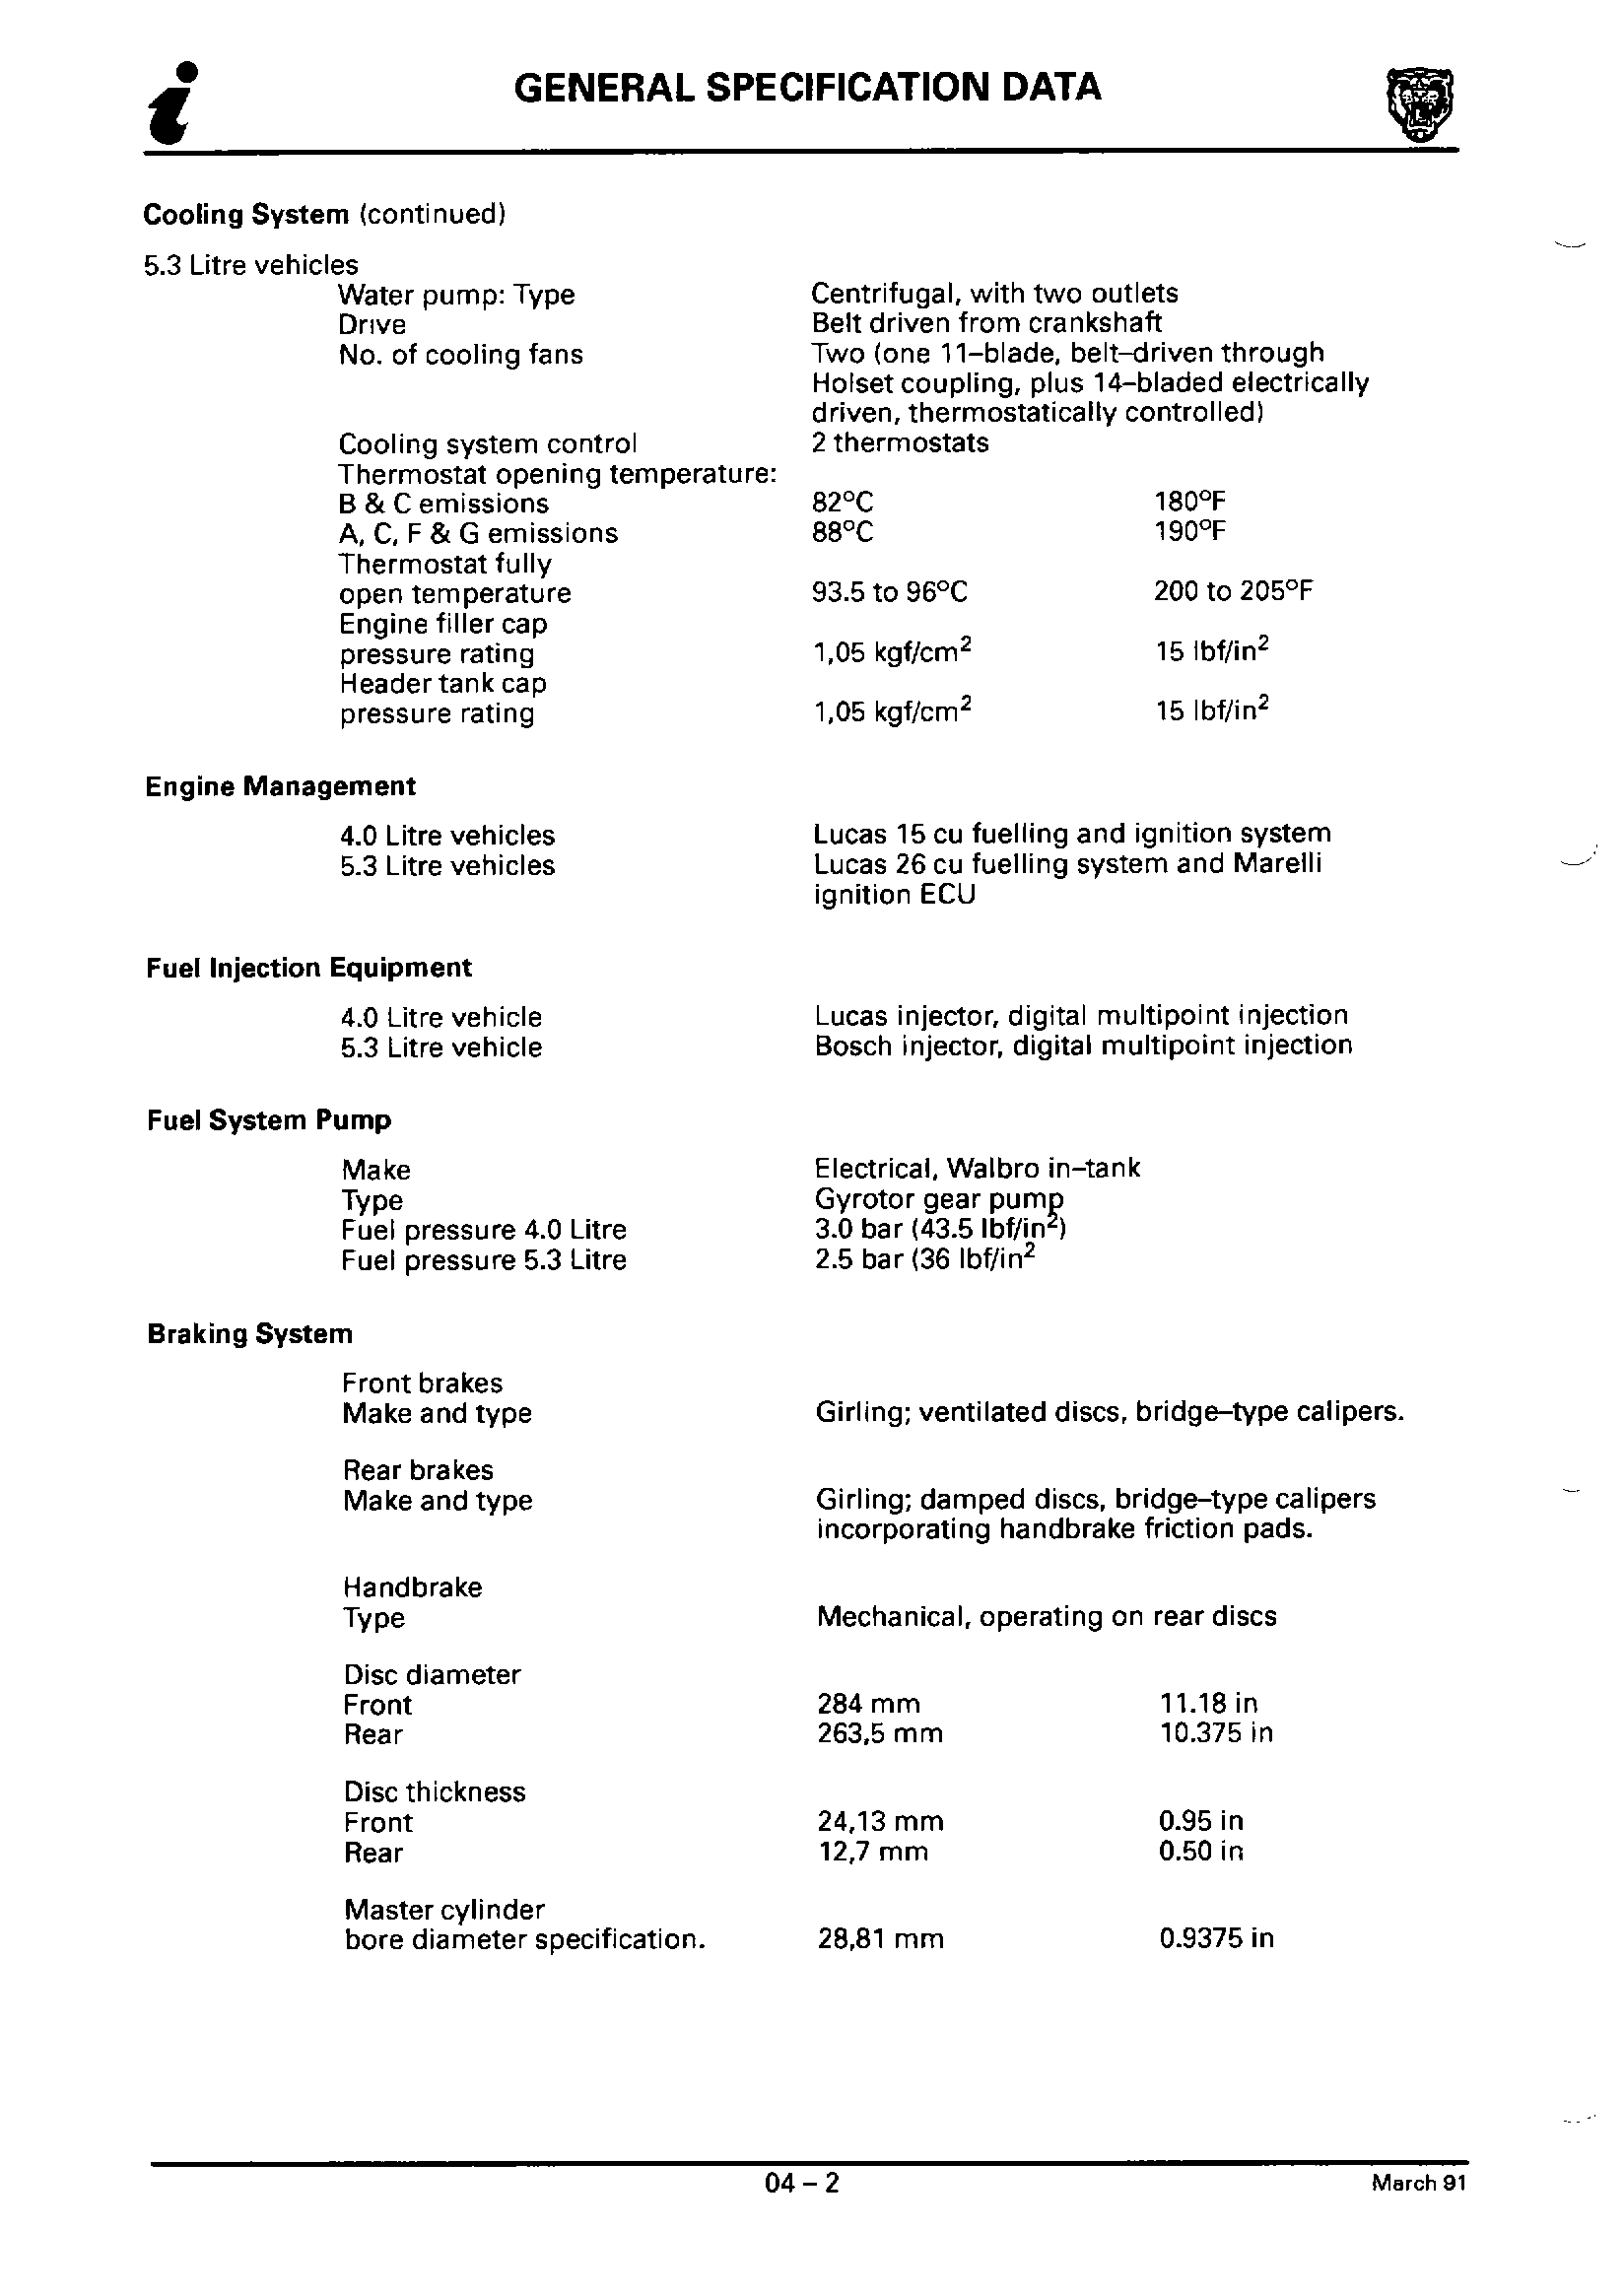 GENERAL SPECIFICATION DATA
Cooling System (continued)
5.3 Litre vehicles
Water pump: Type Centrifugal, with two outlets
Drive Belt driven from crankshaft
No. of cooling fans Two (one 11–blade, belt–driven through
Holset coupling, plus 14–bladed electrically
driven, thermostatically controlled)
Cooling system control 2 thermostats
Thermostat opening temperature:
B & C emissions 82°C 180°F
A, C, F & G emissions 88°C 190°F
Thermostat fully
open temperature 93.5 to 96°C 200 to 205°F
Engine filler cap
pressure rating 1,05 kgf/cm² 15 lbf/in²
Header tank cap
pressure rating 1,05 kgf/cm² 15 lbf/in²
Engine Management
4.0 Litre vehicles Lucas 15 cu fuelling and ignition system
5.3 Litre vehicles Lucas 26 cu fuelling system and Marelli
ignition ECU
Fuel Injection Equipment
4.0 Litre vehicle Lucas injector, digital multipoint injection
5.3 Litre vehicle Bosch injector, digital multipoint injection
Fuel System Pump
Make Electrical, Walbro in–tank
Type Gyrotor gear pump
Fuel pressure 4.0 Litre 3.0 bar (43.5 lbf/in²)
Fuel pressure 5.3 Litre 2.5 bar (36 lbf/in²
Braking System
Front brakes
Make and type Girling; ventilated discs, bridge–type calipers.
Rear brakes
Make and type Girling; damped discs, bridge–type calipers
incorporating handbrake friction pads.
Handbrake
Type Mechanical, operating on rear discs
Disc diameter
Front 284 mm 11.18 in
Rear 263,5 mm 10.375 in
Disc thickness
Front 24,13 mm 0.95 in
Rear 12,7 mm 0.50 in
Master cylinder
bore diameter specification. 28,81 mm 0.9375 in
04 – 2 March 91